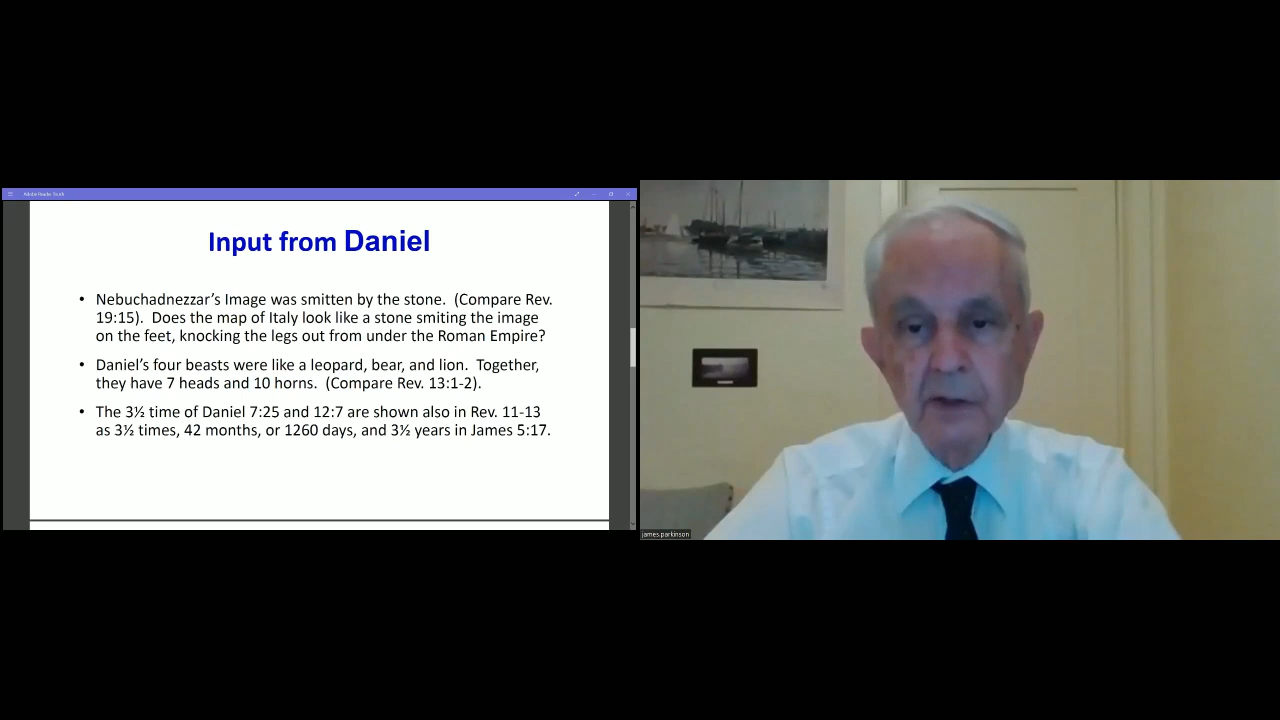 Input from Daniel
• Nebuchadnezzar's Image was smitten by the stone. (Compare Rev.
19:15). Does the map of Italy look like a stone smiting the image
on the feet, knocking the legs out from under the Roman Empire?
• Daniel's four beasts were like a leopard, bear, and lion. Together,
they have 7 heads and 10 horns. (Compare Rev. 13:1-2).
• The 3½ time of Daniel 7:25 and 12:7 are shown also in Rev. 11-13
as 3½ times, 42 months, or 1260 days, and 3½ years in James 5:17.
james parkinson